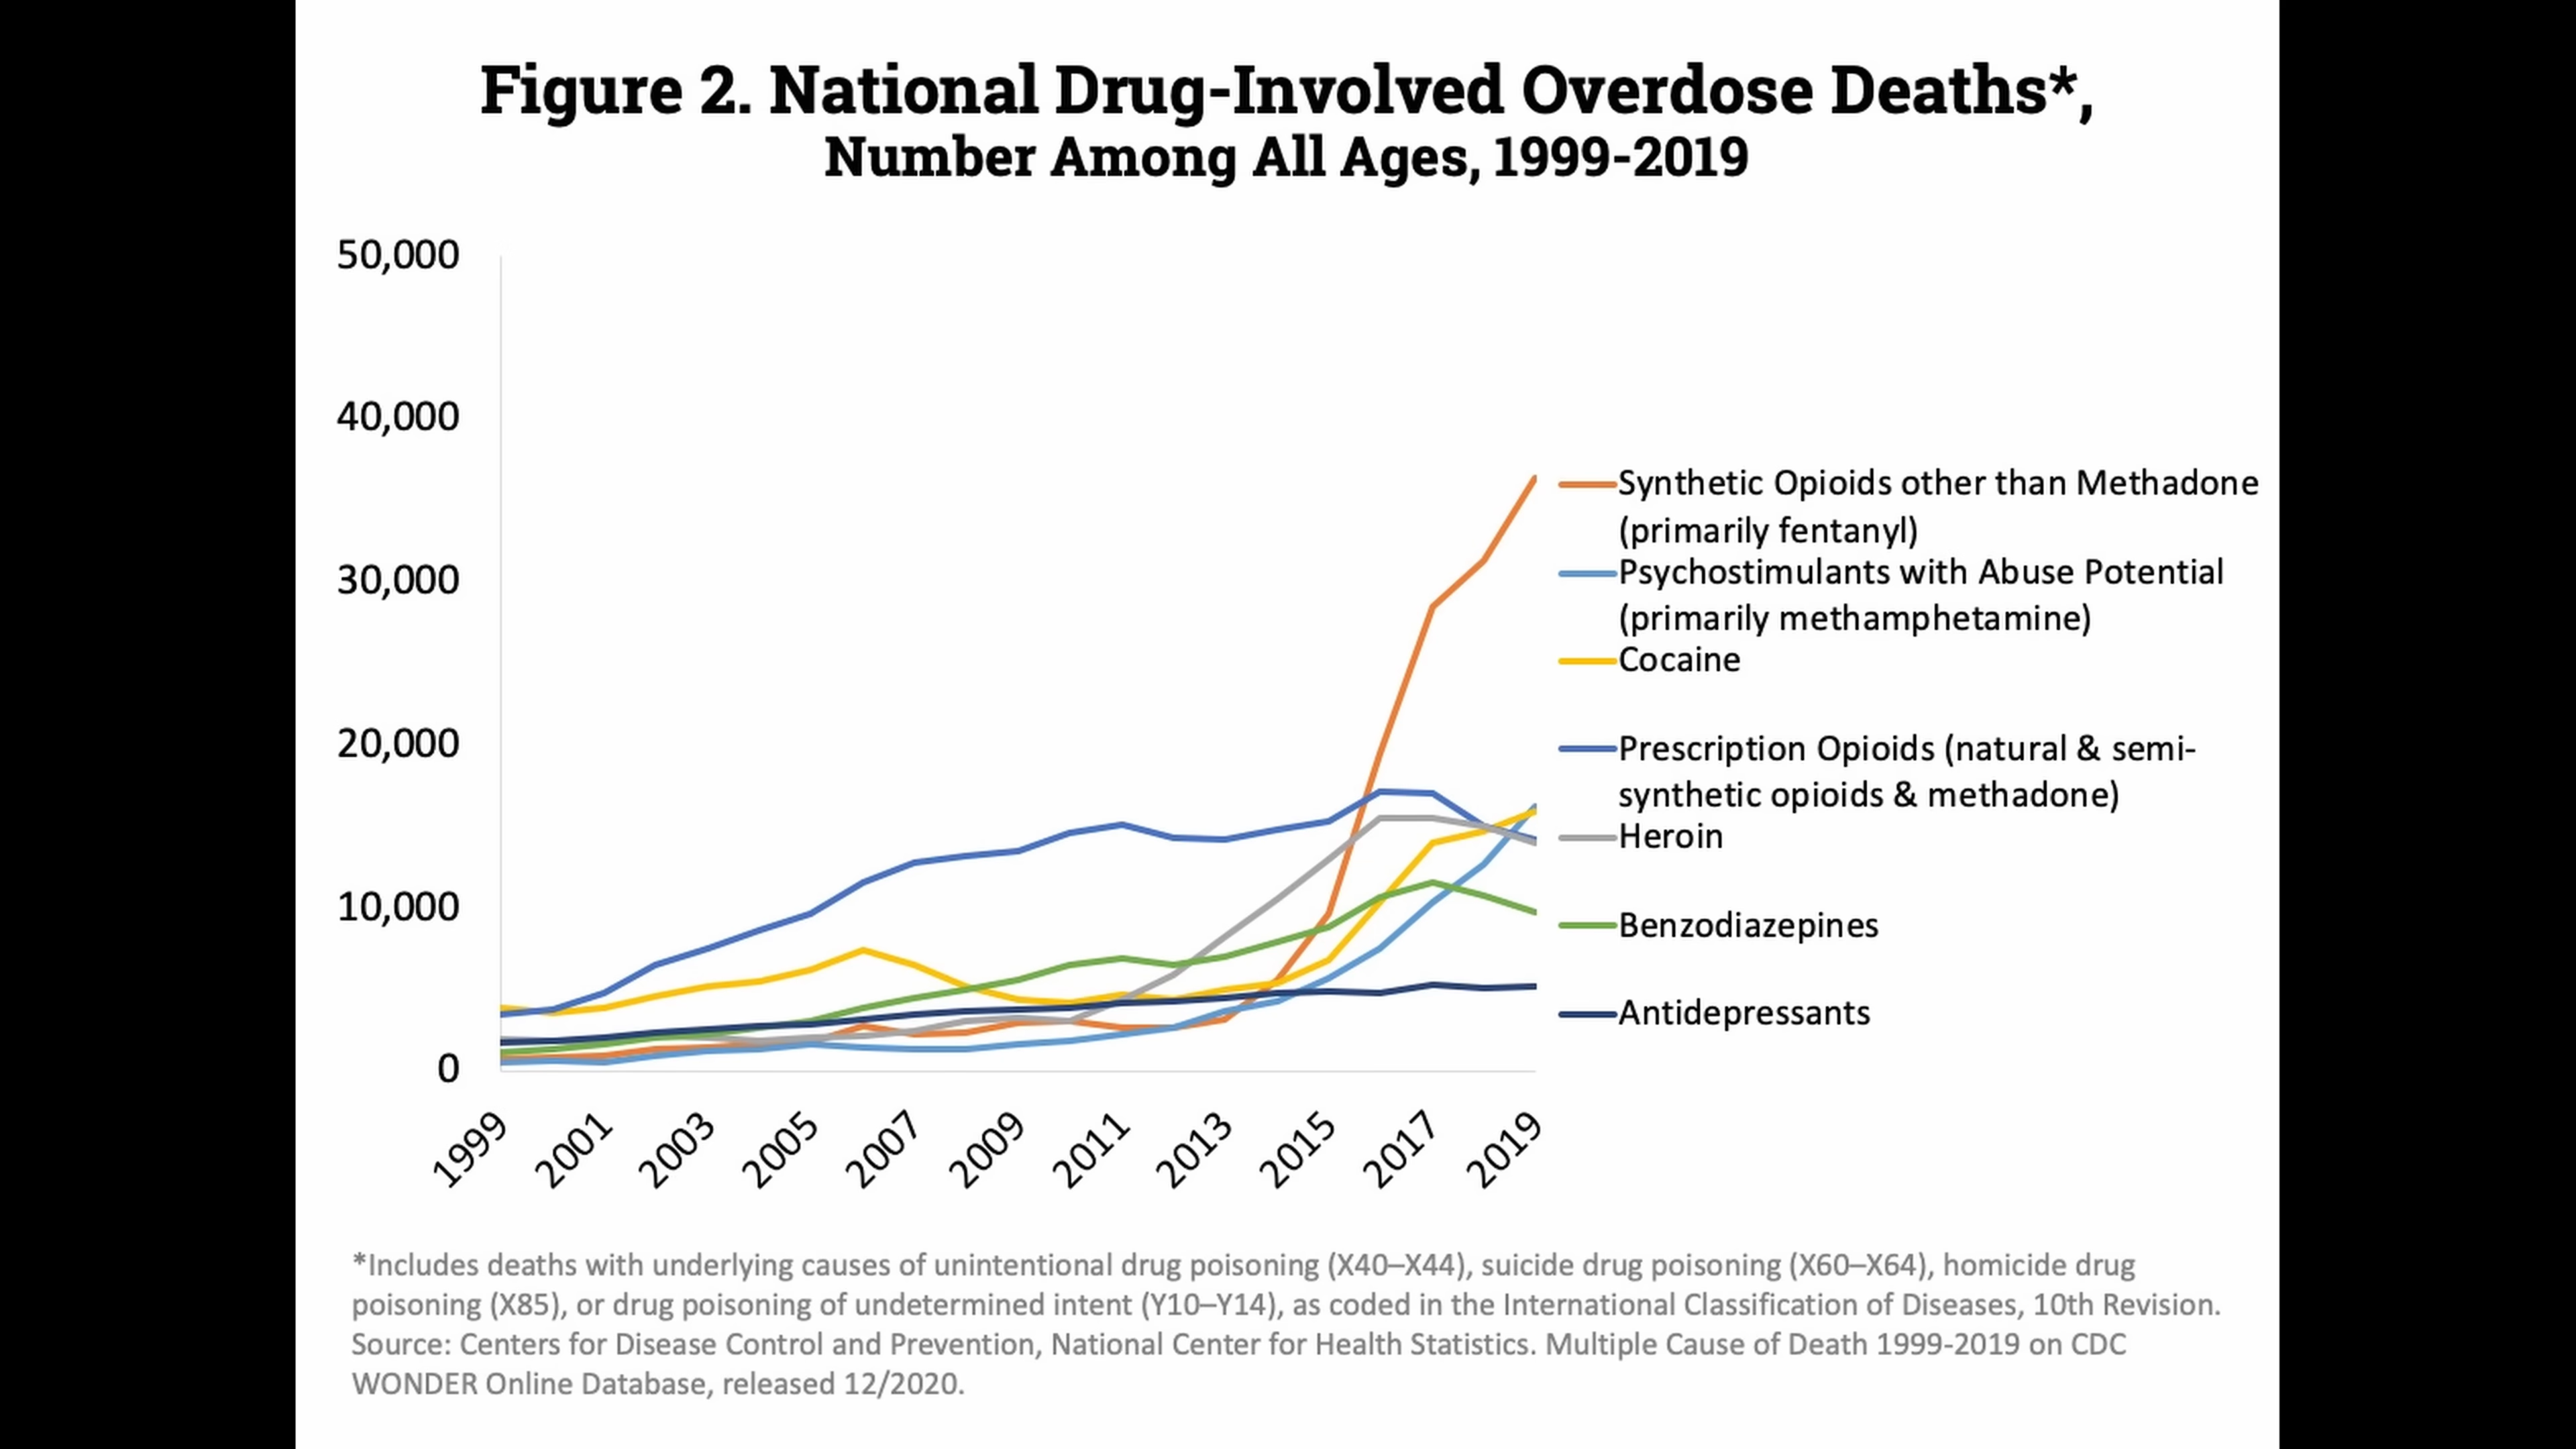 Figure 2. National Drug-Involved Overdose Deaths*,
Number Among All Ages, 1999-2019
50,000
40,000
30,000
20,000
10,000
0
1999
2001
2003
2005
2007
2009
2011
2013
2015
2017
2019
Synthetic Opioids other than Methadone
(primarily fentanyl)
Psychostimulants with Abuse Potential
(primarily methamphetamine)
Cocaine
Prescription Opioids (natural & semi-
synthetic opioids & methadone)
Heroin
Benzodiazepines
Antidepressants
*Includes deaths with underlying causes of unintentional drug poisoning (X40–X44), suicide drug poisoning (X60–X64), homicide drug
poisoning (X85), or drug poisoning of undetermined intent (Y10–Y14), as coded in the International Classification of Diseases, 10th Revision.
Source: Centers for Disease Control and Prevention, National Center for Health Statistics. Multiple Cause of Death 1999-2019 on CDC
WONDER Online Database, released 12/2020.